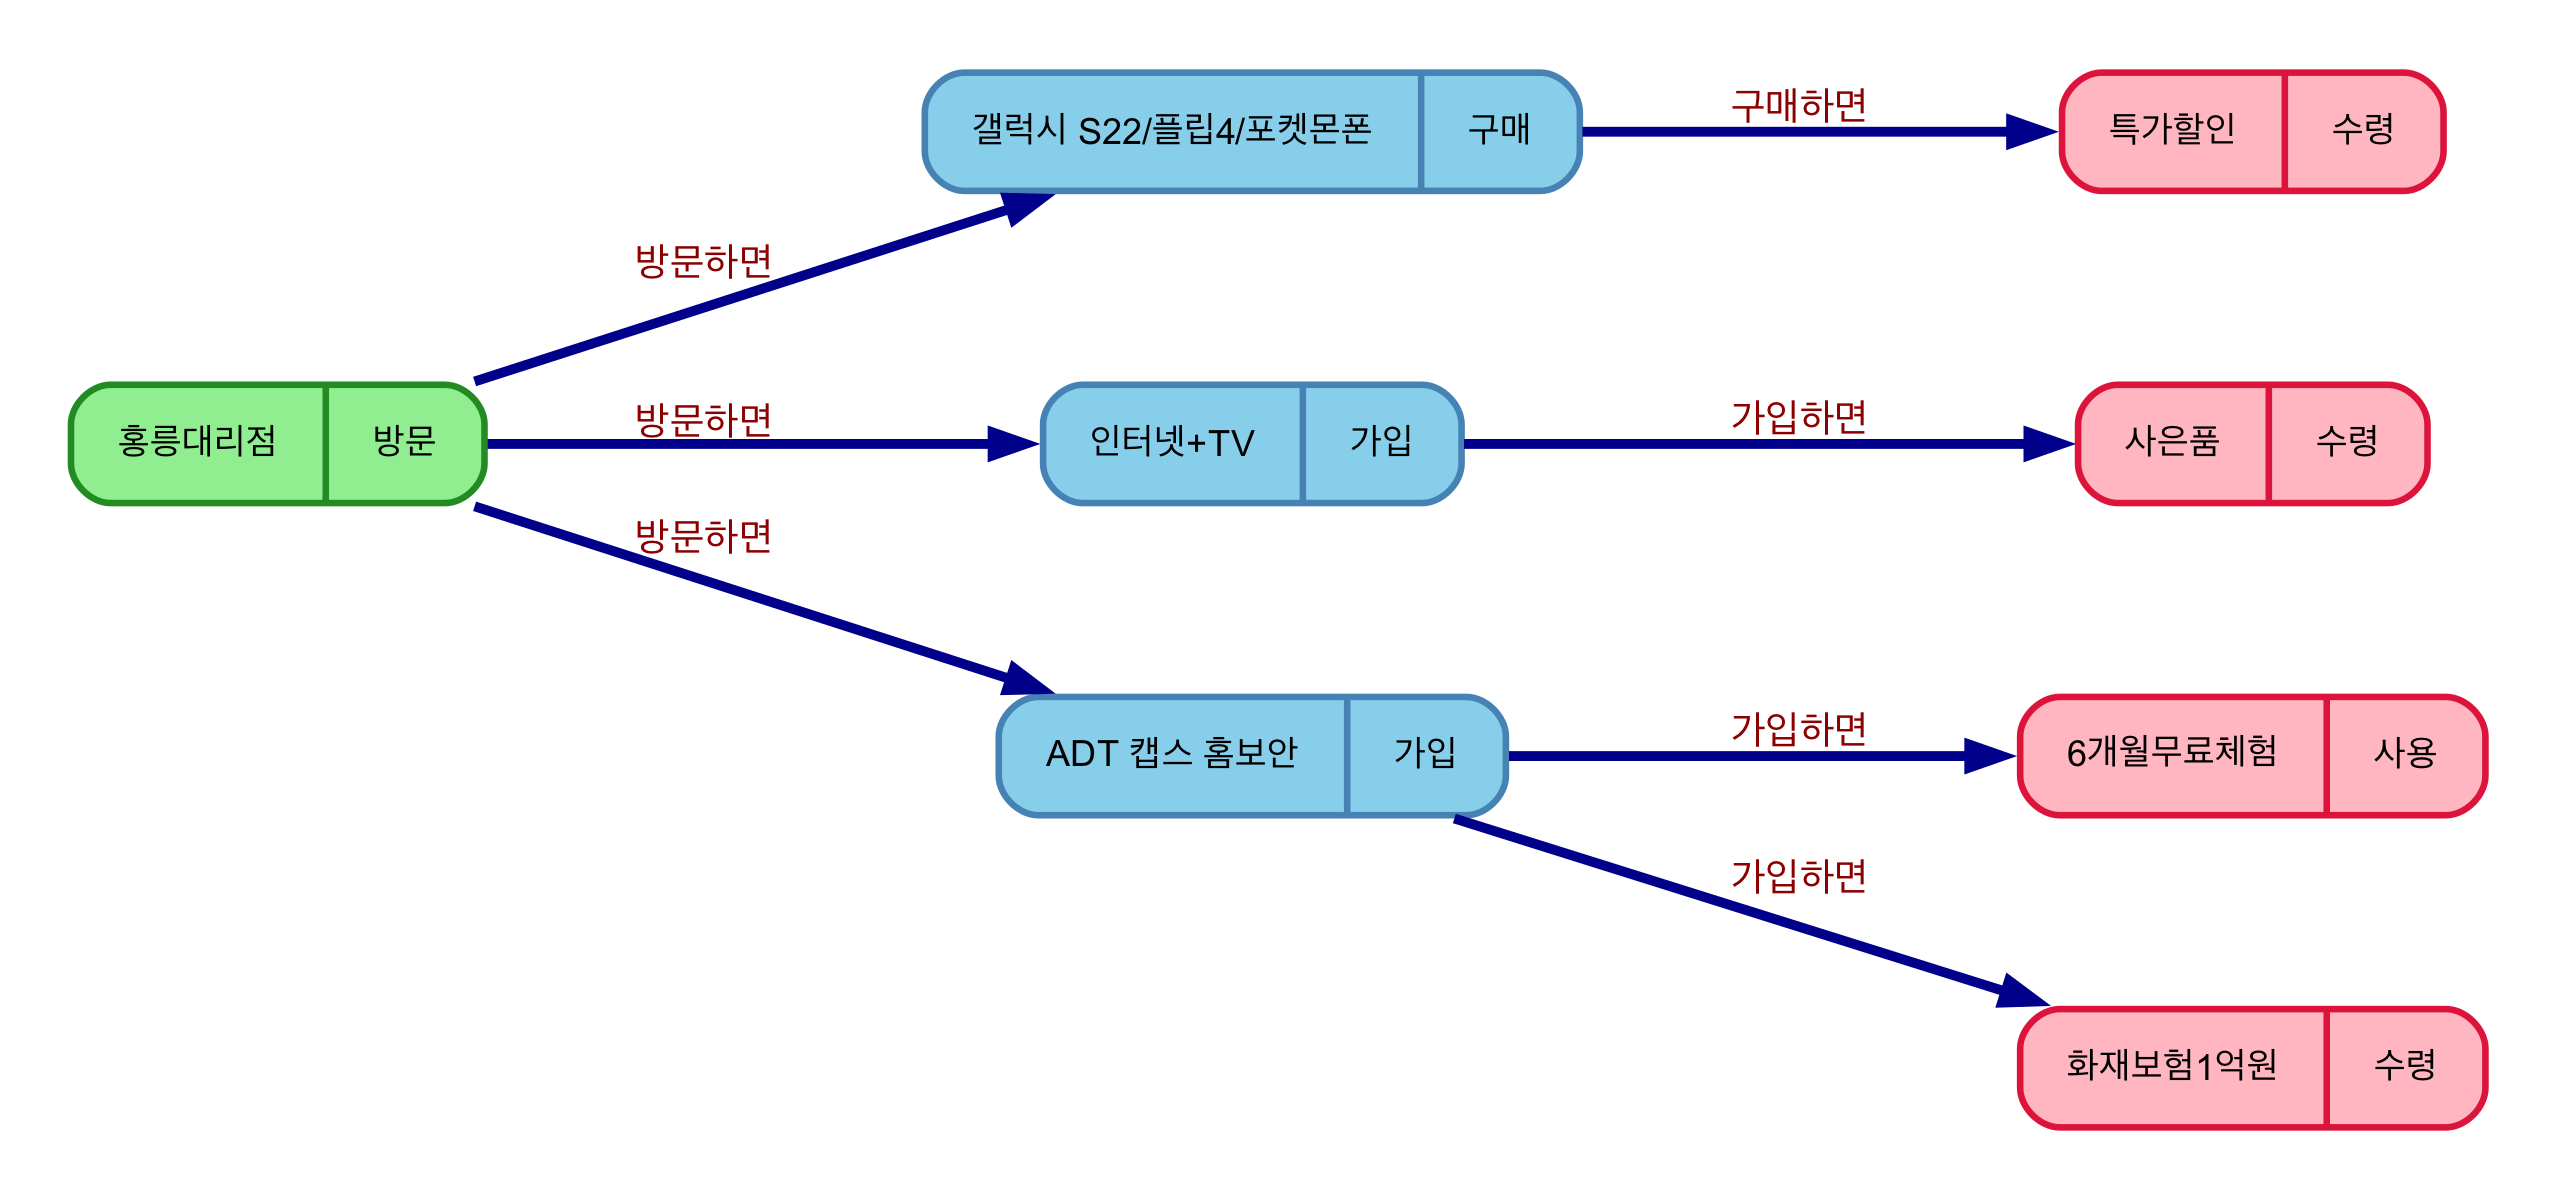 갤럭시 S22/플립4/포켓몬폰 구매
구매하면
특가할인 수령
방문하면
홍릉대리점 방문
방문하면
인터넷+TV 가입
가입하면
사은품 수령
방문하면
ADT 캡스 홈보안 가입
가입하면
6개월무료체험 사용
가입하면
화재보험1억원 수령